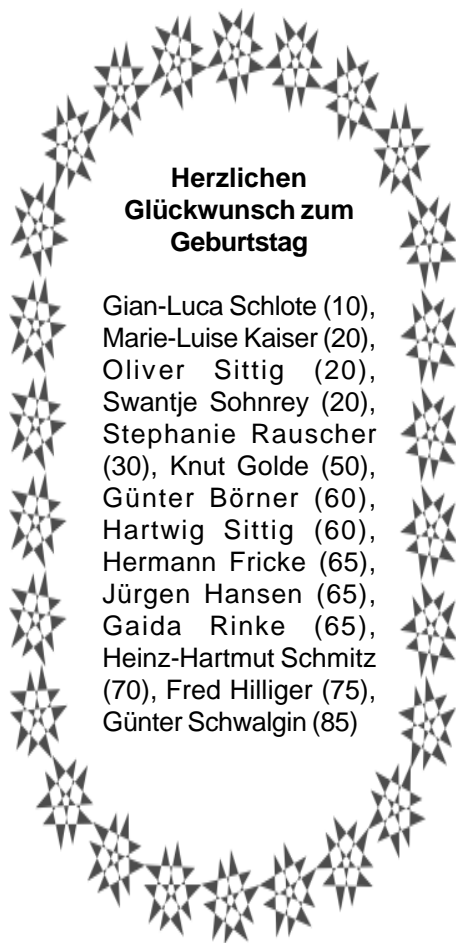 Herzlichen
Glückwunsch zum
Geburtstag
Gian-Luca Schlote (10),
Marie-Luise Kaiser (20),
Oliver Sittig (20),
Swantje Sohnrey (20),
Stephanie Rauscher
(30), Knut Golde (50),
Günter Börner (60),
Hartwig Sittig (60),
Hermann Fricke (65),
Jürgen Hansen (65),
Gaida Rinke (65),
Heinz-Hartmut Schmitz
(70), Fred Hilliger (75),
Günter Schwalgin (85)